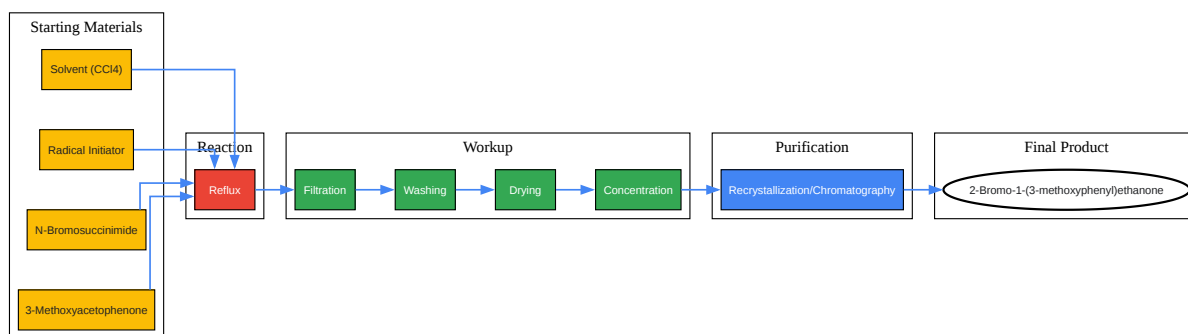 Starting Materials
Solvent (CCl4)
Radical Initiator
N-Bromosuccinimide
3-Methoxyacetophenone
Reaction
Reflux
Workup
Filtration
Washing
Drying
Concentration
Purification
Recrystallization/Chromatography
Final Product
2-Bromo-1-(3-methoxyphenyl)ethanone